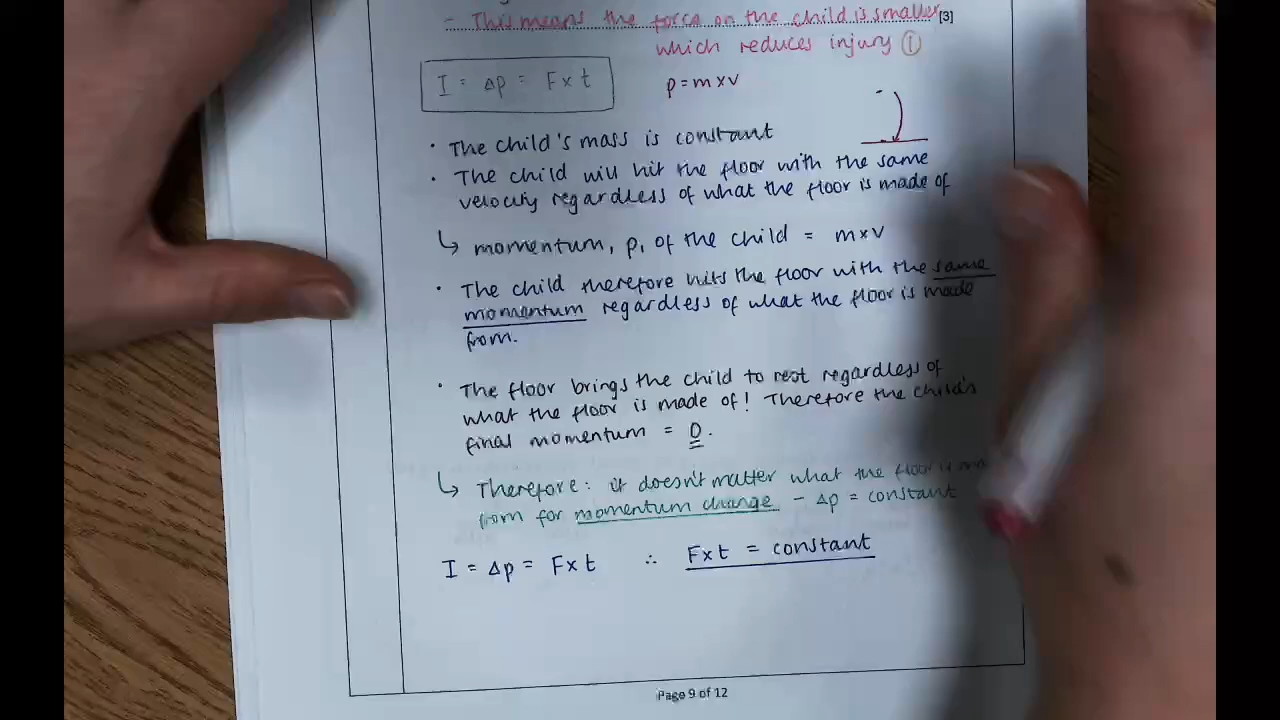 - This means the force on the child is smaller [3]
which reduces injury ①
I = Δp = F x t
p = m x v
• The child's mass is constant
• The child will hit the floor with the same
velocity regardless of what the floor is made of
↳ momentum, p, of the child = m x v
• The child therefore hits the floor with the same
momentum regardless of what the floor is made
from.
• The floor brings the child to rest regardless of
what the floor is made of! Therefore the child's
final momentum = 0.
↳ Therefore: it doesn't matter what the floor is
from for momentum change - Δp = constant
I = Δp = F x t ∴ F x t = constant
Page 9 of 12